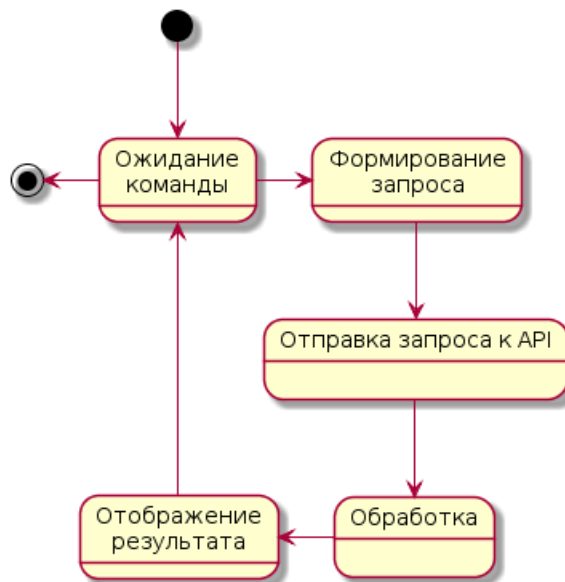 Ожидание
команды
Формирование
запроса
Отправка запроса к API
Отображение
результата
Обработка